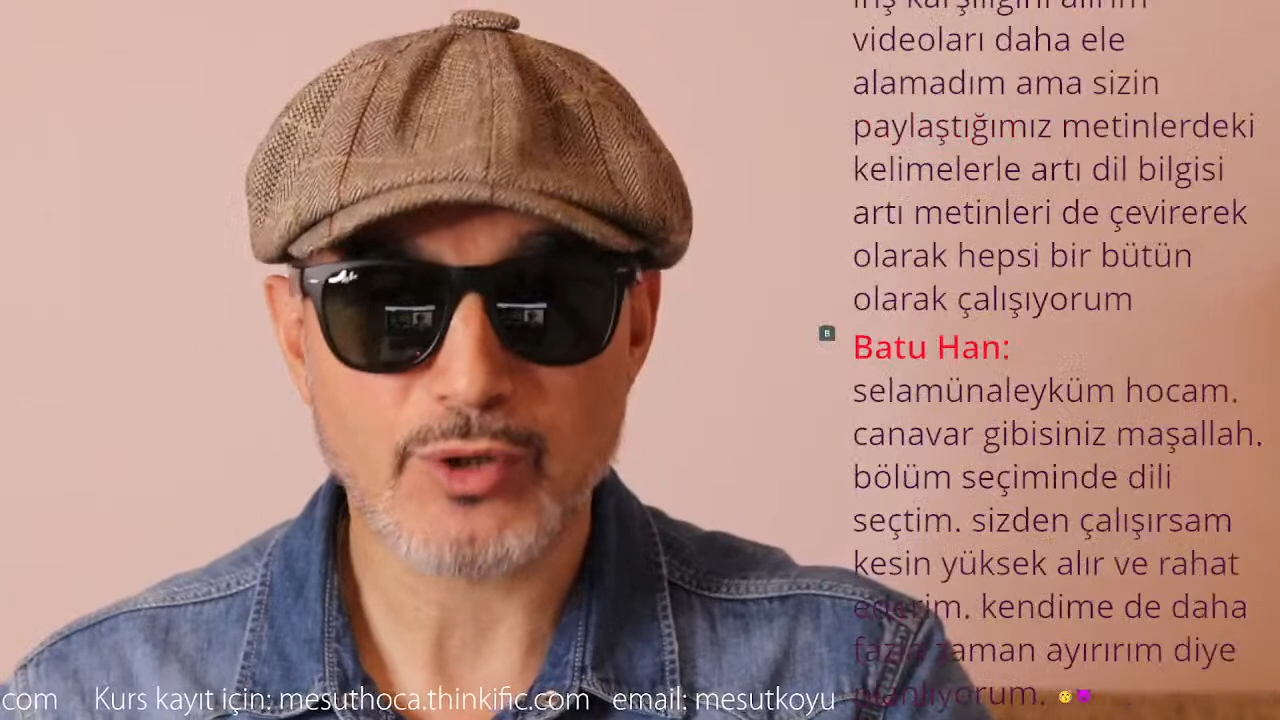 videoları daha ele
alamadım ama sizin
paylaştığımız metinlerdeki
kelimelerle artı dil bilgisi
artı metinleri de çevirerek
olarak hepsi bir bütün
olarak çalışıyorum
B
Batu Han:
selamünaleyküm hocam.
canavar gibisiniz maşallah.
bölüm seçiminde dili
seçtim. sizden çalışırsam
kesin yüksek alır ve rahat
ederim. kendime de daha
fazla zaman ayırırım diye
planlıyorum. 🥳😈
com Kurs kayıt için: mesuthoca.thinkific.com email: mesutkoyu